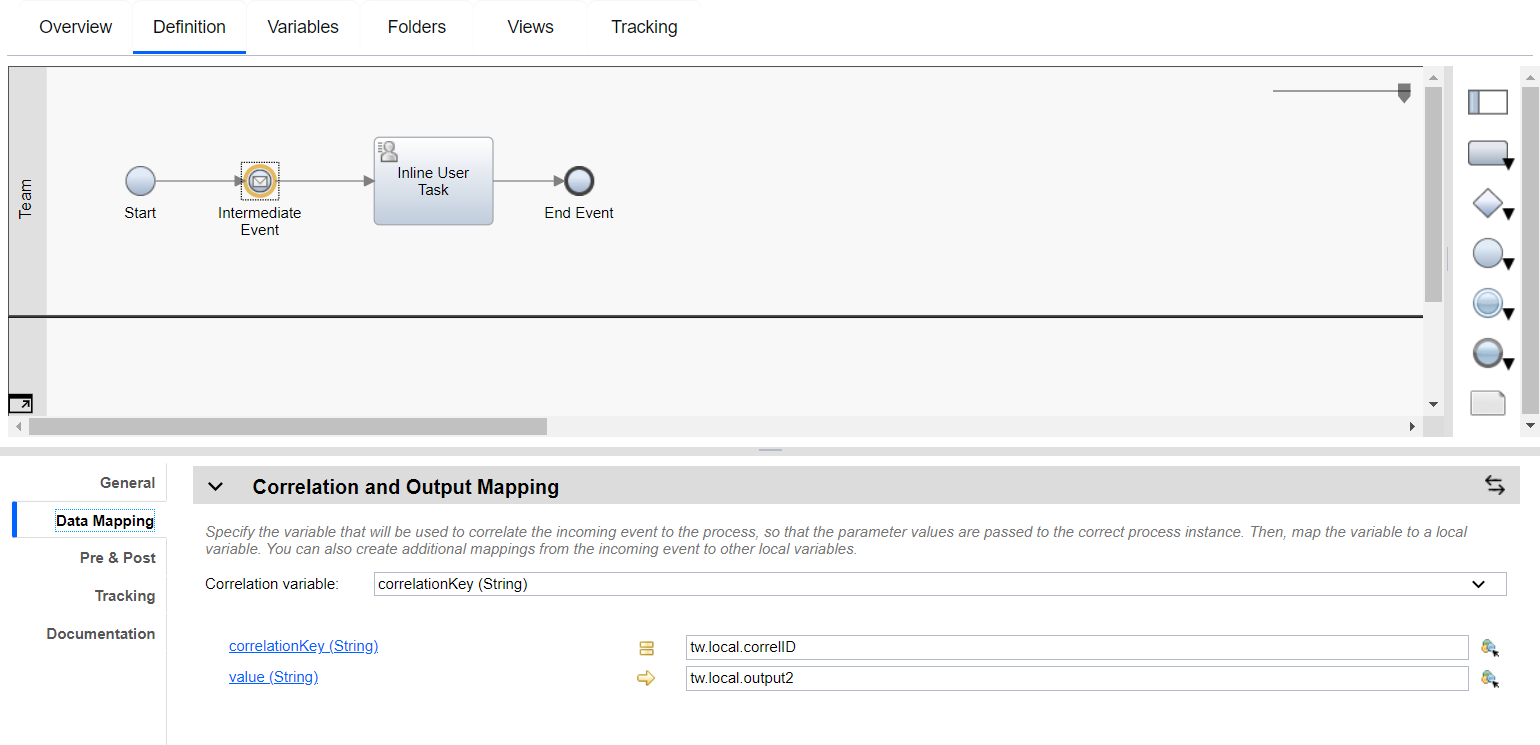 Overview
Definition
Variables
Folders
Views
Tracking
Team
Start
Intermediate
Event
Inline User
Task
End Event
General
Data Mapping
Pre & Post
Tracking
Documentation
Correlation and Output Mapping
Specify the variable that will be used to correlate the incoming event to the process, so that the parameter values are passed to the correct process instance. Then, map the variable to a local
variable. You can also create additional mappings from the incoming event to other local variables.
Correlation variable:
correlationKey (String)
correlationKey (String)
tw.local.correlID
value (String)
tw.local.output2